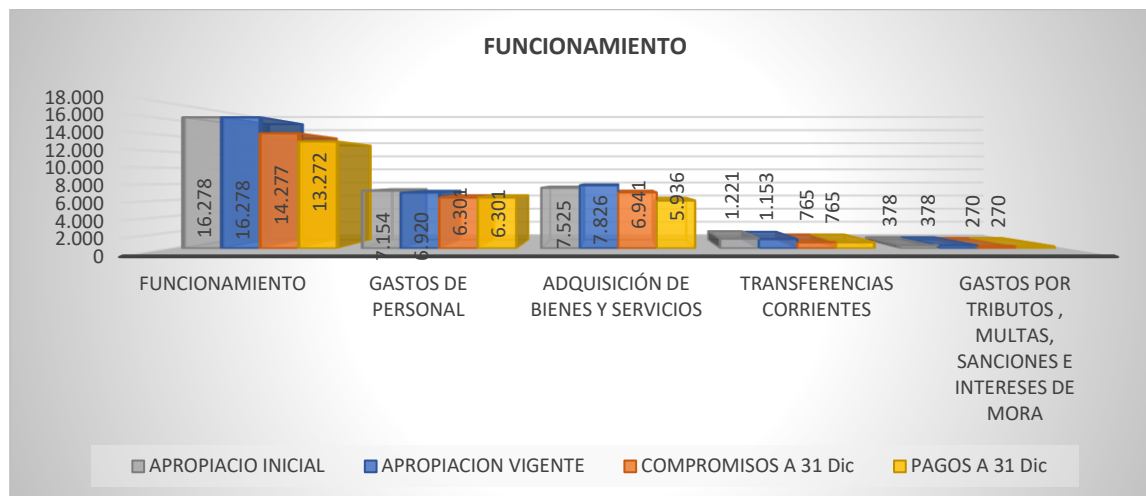 FUNCIONAMIENTO
18.000
16.000
14.000
12.000
10.000
8.000
6.000
4.000
2.000
0
16.278
16.278
14.277
13.272
7.154
6.920
6.301
6.301
7.525
7.826
6.941
5.936
1.221
1.153
765
765
378
378
270
270
FUNCIONAMIENTO
GASTOS DE
PERSONAL
ADQUISICIÓN DE
BIENES Y SERVICIOS
TRANSFERENCIAS
CORRIENTES
GASTOS POR
TRIBUTOS ,
MULTAS,
SANCIONES E
INTERESES DE
MORA
APROPIACIO INICIAL
APROPIACION VIGENTE
COMPROMISOS A 31 Dic
PAGOS A 31 Dic